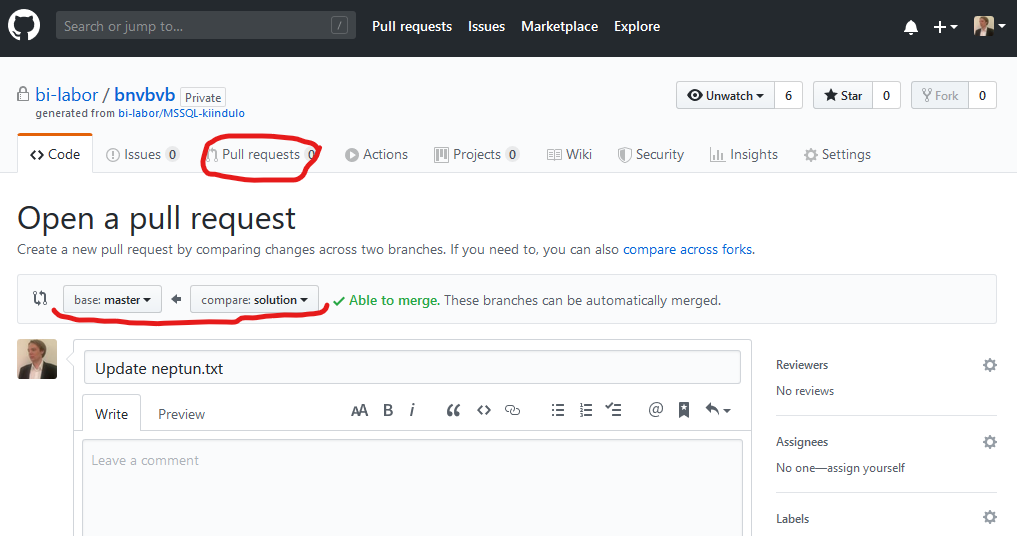 Search or jump to... / Pull requests Issues Marketplace Explore
bi-labor / bnvbvb Private Unwatch 6 Star 0 Fork 0
generated from bi-labor/MSSQL-kiindulo
Code Issues 0 Pull requests 0 Actions Projects 0 Wiki Security Insights Settings
Open a pull request
Create a new pull request by comparing changes across two branches. If you need to, you can also compare across forks.
base: master compare: solution Able to merge. These branches can be automatically merged.
Update neptun.txt
Reviewers
No reviews
Write Preview AA B i @
Assignees
Leave a comment
No one—assign yourself
Labels